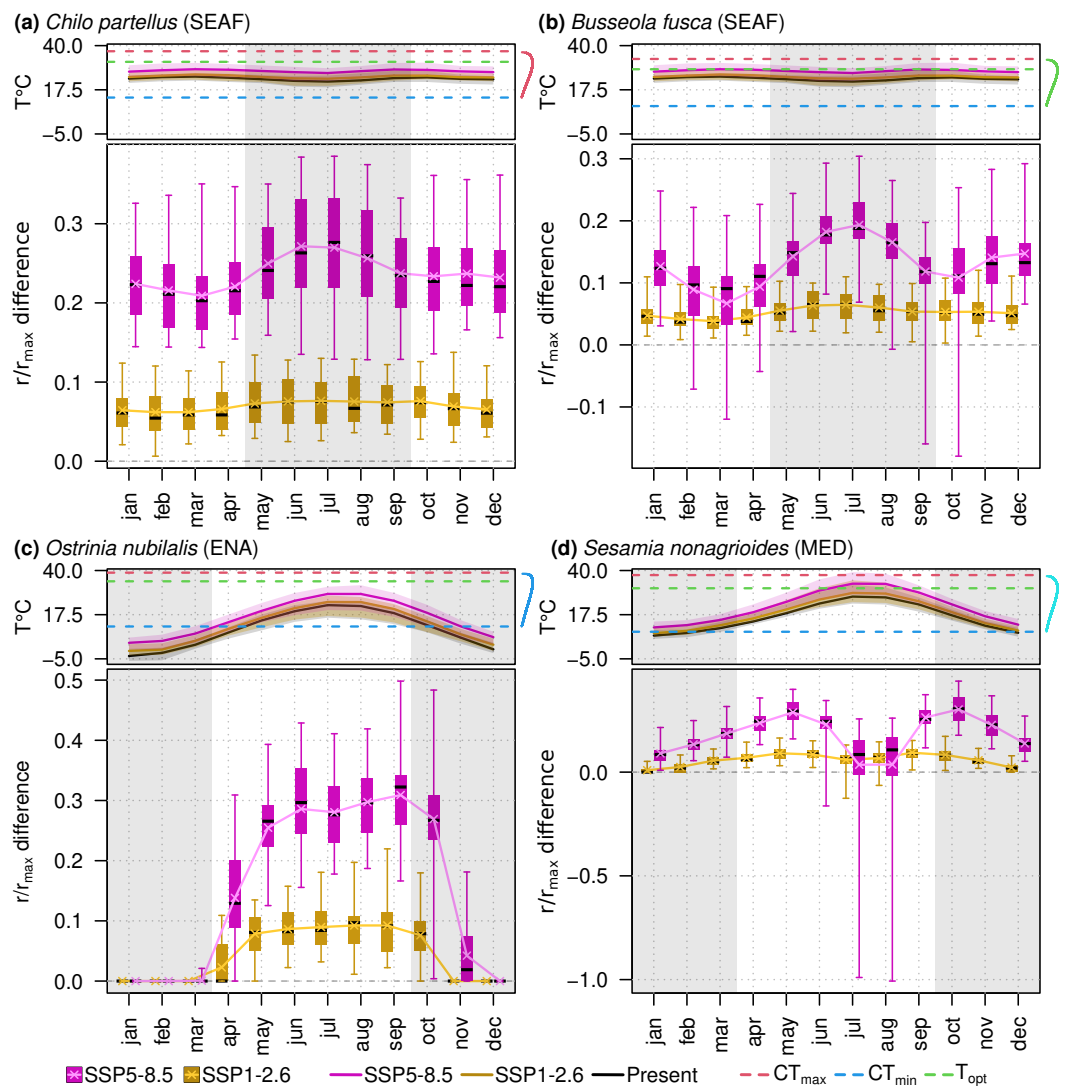 (a) Chilo partellus (SEAF)
40.0
17.5
−5.0
T°C
0.3
0.2
0.1
0.0
r/rmax difference
jan feb mar apr may jun jul aug sep oct nov dec
(b) Busseola fusca (SEAF)
40.0
17.5
−5.0
T°C
0.3
0.2
0.1
0.0
−0.1
r/rmax difference
jan feb mar apr may jun jul aug sep oct nov dec
(c) Ostrinia nubilalis (ENA)
40.0
17.5
−5.0
T°C
0.5
0.4
0.3
0.2
0.1
0.0
r/rmax difference
jan feb mar apr may jun jul aug sep oct nov dec
(d) Sesamia nonagrioides (MED)
40.0
17.5
−5.0
T°C
0.0
−0.5
−1.0
r/rmax difference
jan feb mar apr may jun jul aug sep oct nov dec
SSP5-8.5 SSP1-2.6 SSP5-8.5 SSP1-2.6 Present CTmax CTmin Topt